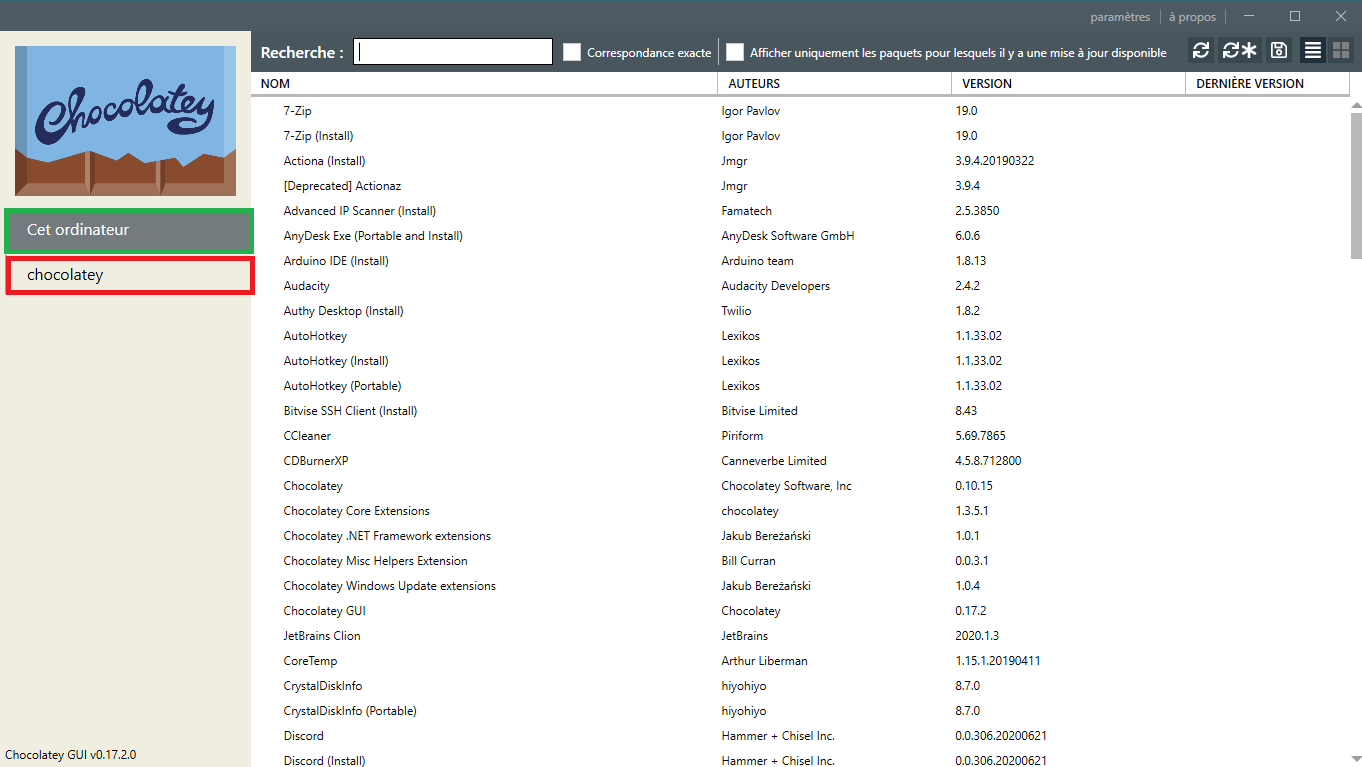 paramètres à propos
Chocolatey
Cet ordinateur
chocolatey
Chocolatey GUI v0.17.2.0
Recherche : Correspondance exacte Afficher uniquement les paquets pour lesquels il y a une mise à jour disponible
NOM AUTEURS VERSION DERNIÈRE VERSION
7-Zip Igor Pavlov 19.0
7-Zip (Install) Igor Pavlov 19.0
Actiona (Install) Jmgr 3.9.4.20190322
[Deprecated] Actionaz Jmgr 3.9.4
Advanced IP Scanner (Install) Famatech 2.5.3850
AnyDesk Exe (Portable and Install) AnyDesk Software GmbH 6.0.6
Arduino IDE (Install) Arduino team 1.8.13
Audacity Audacity Developers 2.4.2
Authy Desktop (Install) Twilio 1.8.2
AutoHotkey Lexikos 1.1.33.02
AutoHotkey (Install) Lexikos 1.1.33.02
AutoHotkey (Portable) Lexikos 1.1.33.02
Bitvise SSH Client (Install) Bitvise Limited 8.43
CCleaner Piriform 5.69.7865
CDBurnerXP Canneverbe Limited 4.5.8.712800
Chocolatey Chocolatey Software, Inc 0.10.15
Chocolatey Core Extensions chocolatey 1.3.5.1
Chocolatey .NET Framework extensions Jakub Bereżański 1.0.1
Chocolatey Misc Helpers Extension Bill Curran 0.0.3.1
Chocolatey Windows Update extensions Jakub Bereżański 1.0.4
Chocolatey GUI Chocolatey 0.17.2
JetBrains Clion JetBrains 2020.1.3
CoreTemp Arthur Liberman 1.15.1.20190411
CrystalDiskInfo hiyohiyo 8.7.0
CrystalDiskInfo (Portable) hiyohiyo 8.7.0
Discord Hammer + Chisel Inc. 0.0.306.20200621
Discord (Install) Hammer + Chisel Inc. 0.0.306.20200621